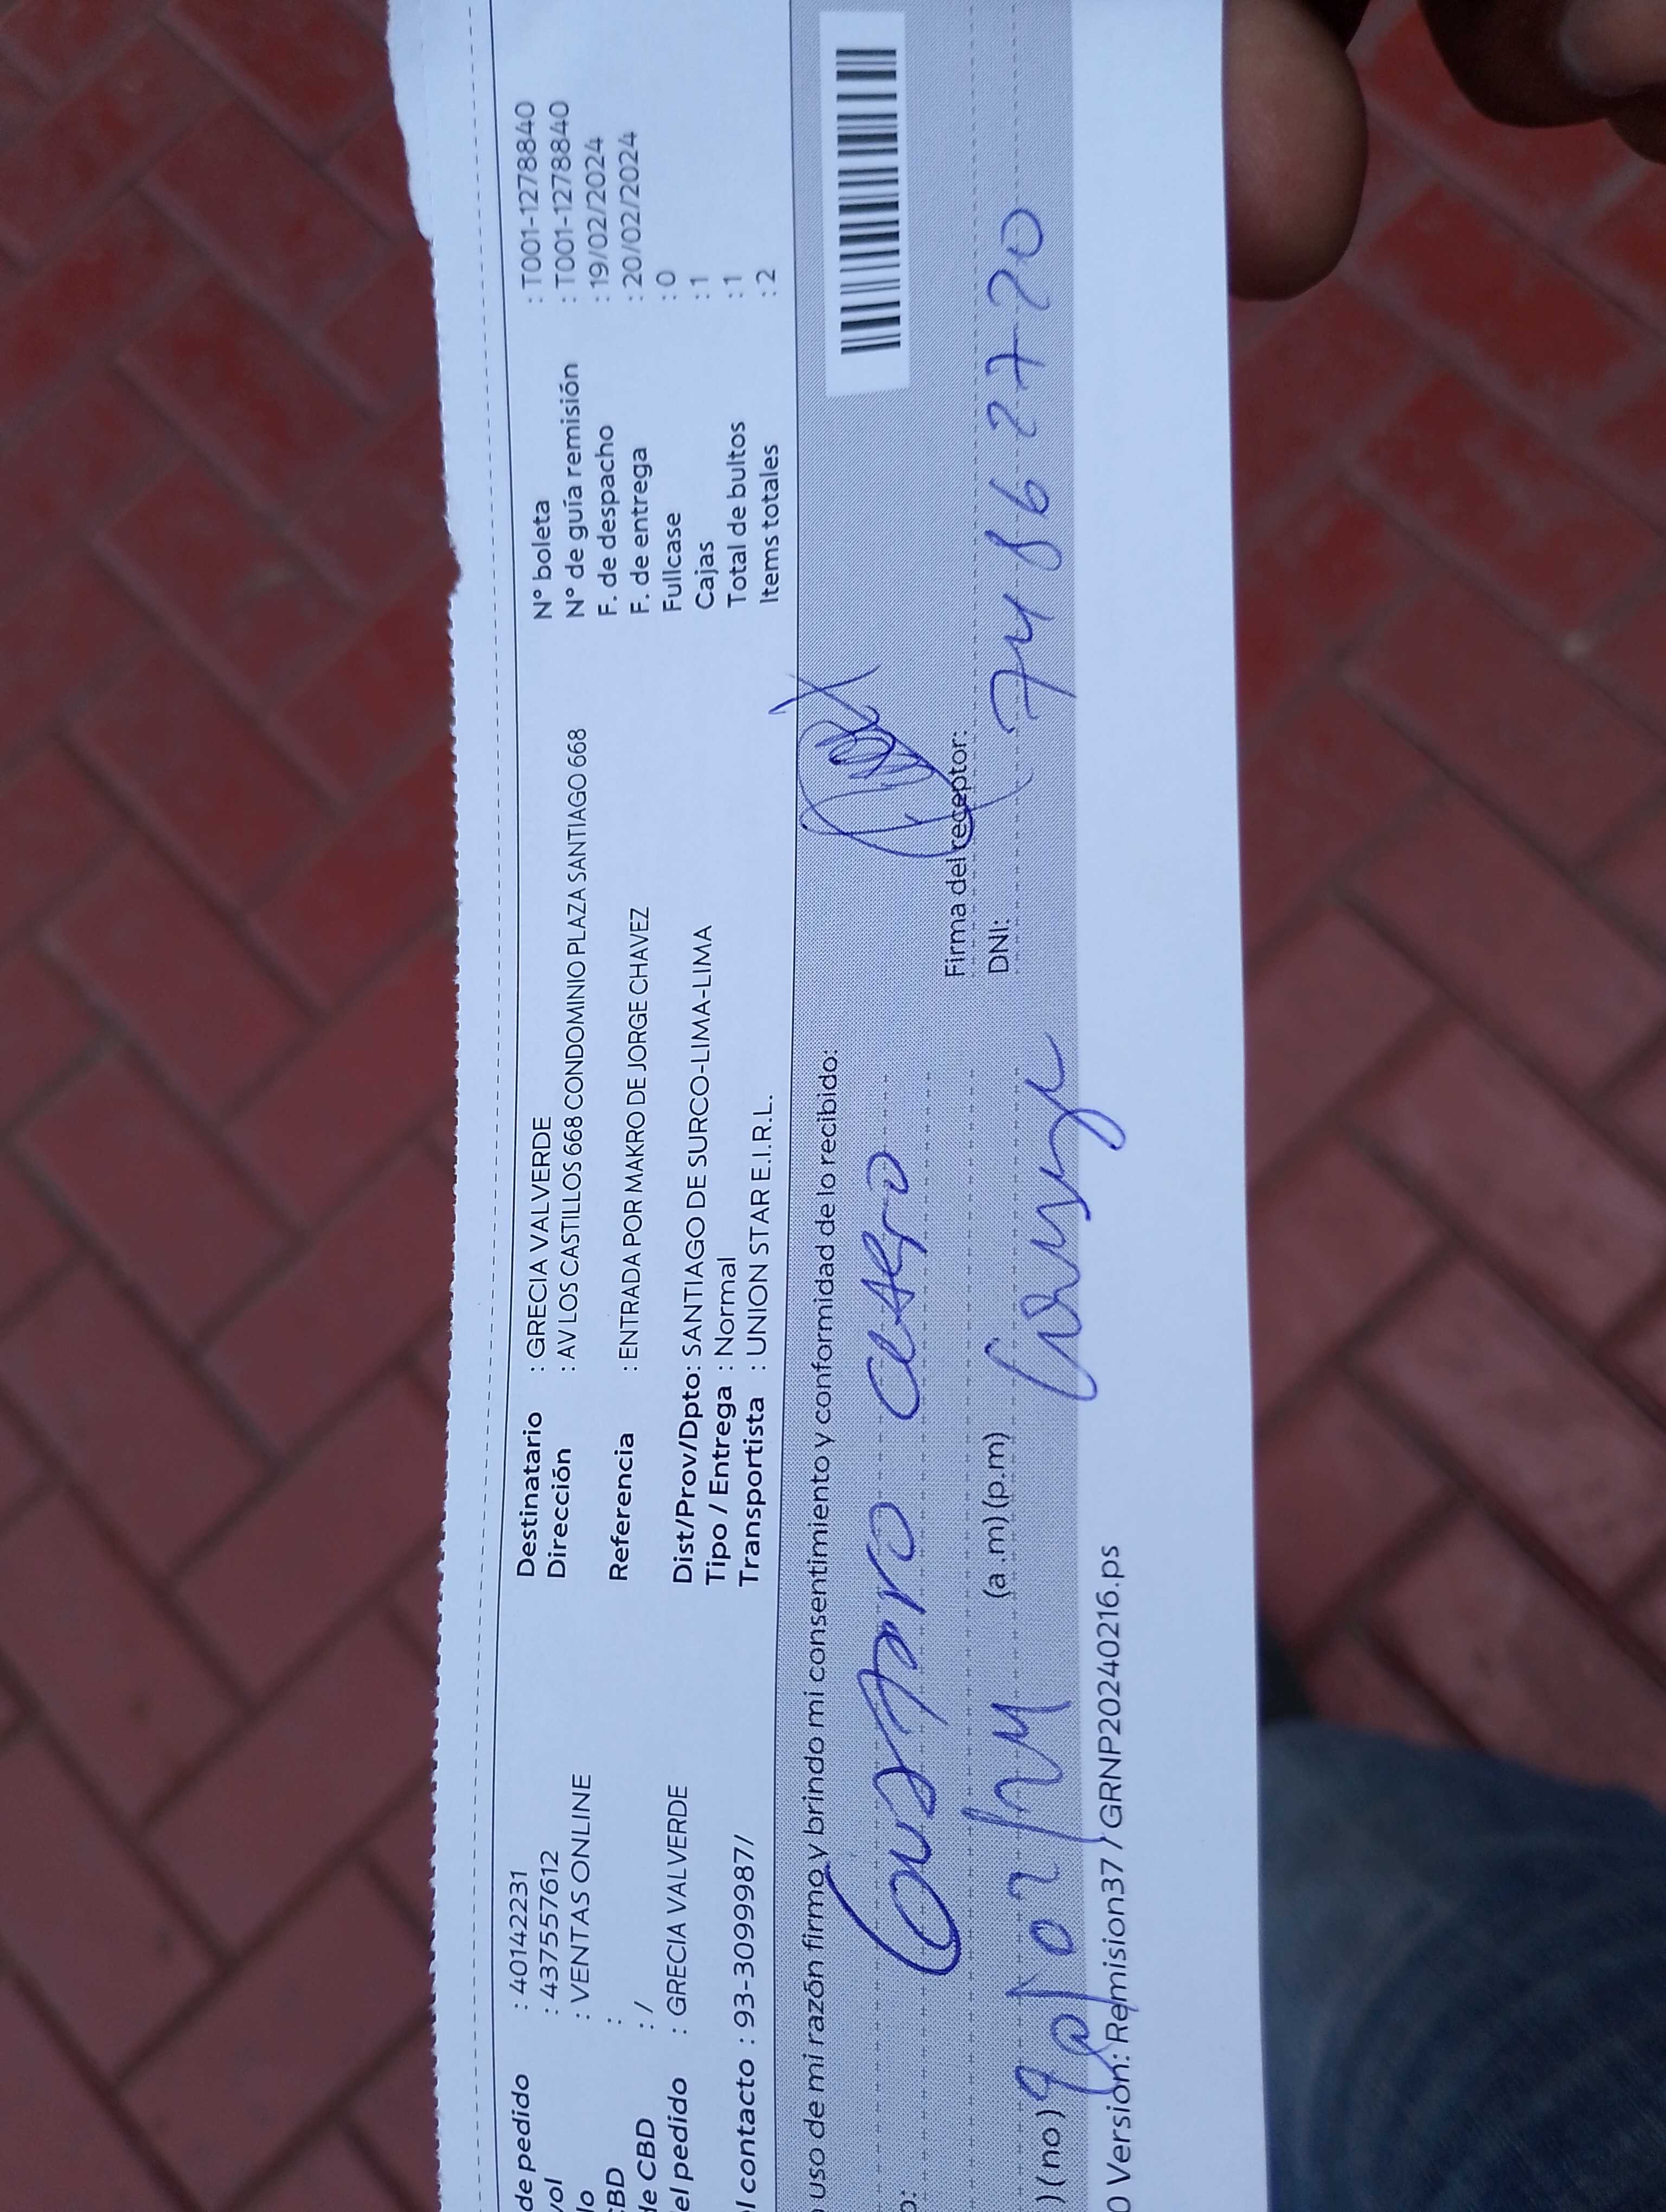 de pedido : 40142231
vol : 4375557612
lo : VENTAS ONLINE
CBD :
de CBD : /
el pedido : GRECIA VALVERDE
l contacto : 93-3099987/
Destinatario : GRECIA VALVERDE
Dirección : AV LOS CASTILLOS 668 CONDOMINIO PLAZA SANTIAGO 668
Referencia : ENTRADA POR MAKRO DE JORGE CHAVEZ
Dist/Prov/Dpto: SANTIAGO DE SURCO-LIMA-LIMA
Tipo / Entrega : Normal
Transportista : UNION STAR E.I.R.L.
N° boleta : T001-1278840
N° de guía remisión : T001-1278840
F. de despacho : 19/02/2024
F. de entrega : 20/02/2024
Fullcase : 0
Cajas : 1
Total de bultos : 1
Items totales : 2
uso de mi razón firmo y brindo mi consentimiento y conformidad de lo recibido:
Firma del receptor:
(a .m) (p.m)
DNI: 74862770
) (no)
0 Versión: Remision37 / GRNP20240216.ps